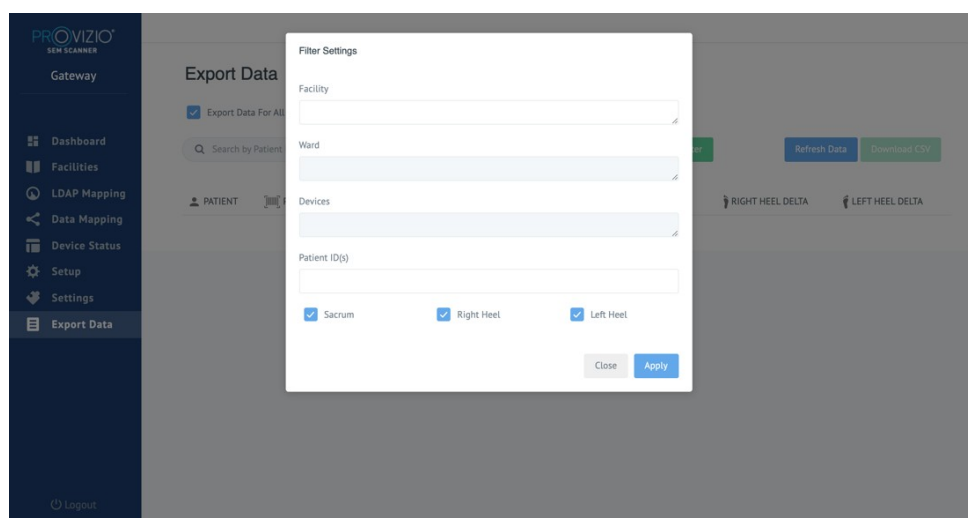 PROVIZIO®
SEM SCANNER
Gateway
Dashboard
Facilities
LDAP Mapping
Data Mapping
Device Status
Setup
Settings
Export Data
Logout
Export Data
Export Data For All
Search by Patient
Refresh Data
Download CSV
PATIENT
RIGHT HEEL DELTA
LEFT HEEL DELTA
Filter Settings
Facility
Ward
Devices
Patient ID(s)
Sacrum
Right Heel
Left Heel
Close
Apply